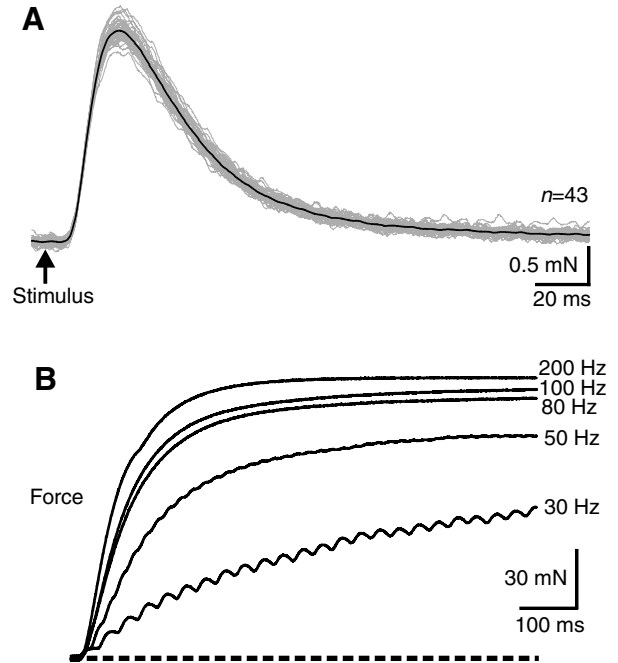 A
n=43
0.5 mN
20 ms
Stimulus
B
200 Hz
100 Hz
80 Hz
50 Hz
Force
30 Hz
30 mN
100 ms